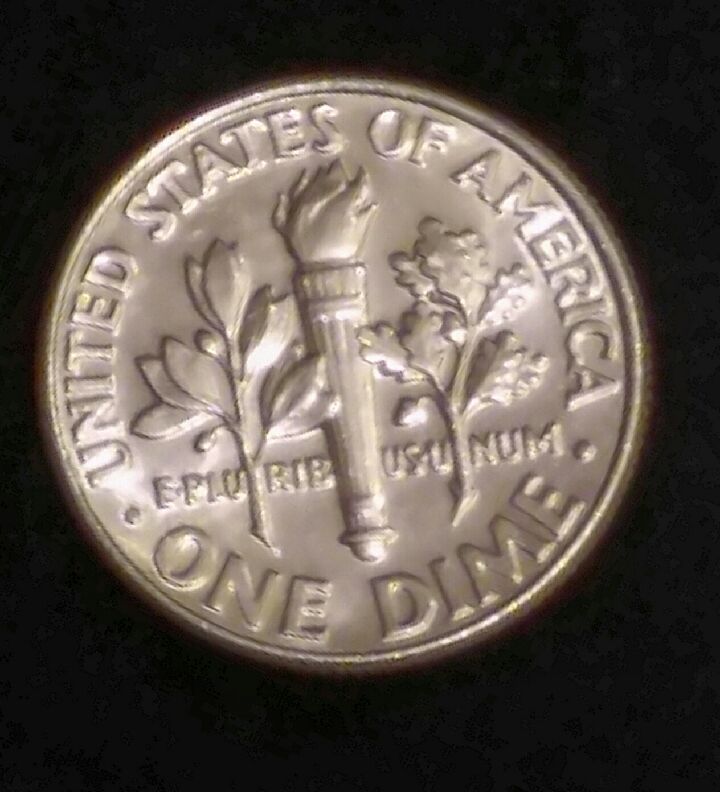 UNITED STATES OF AMERICA
E PLURIBUS UNUM
• ONE DIME •